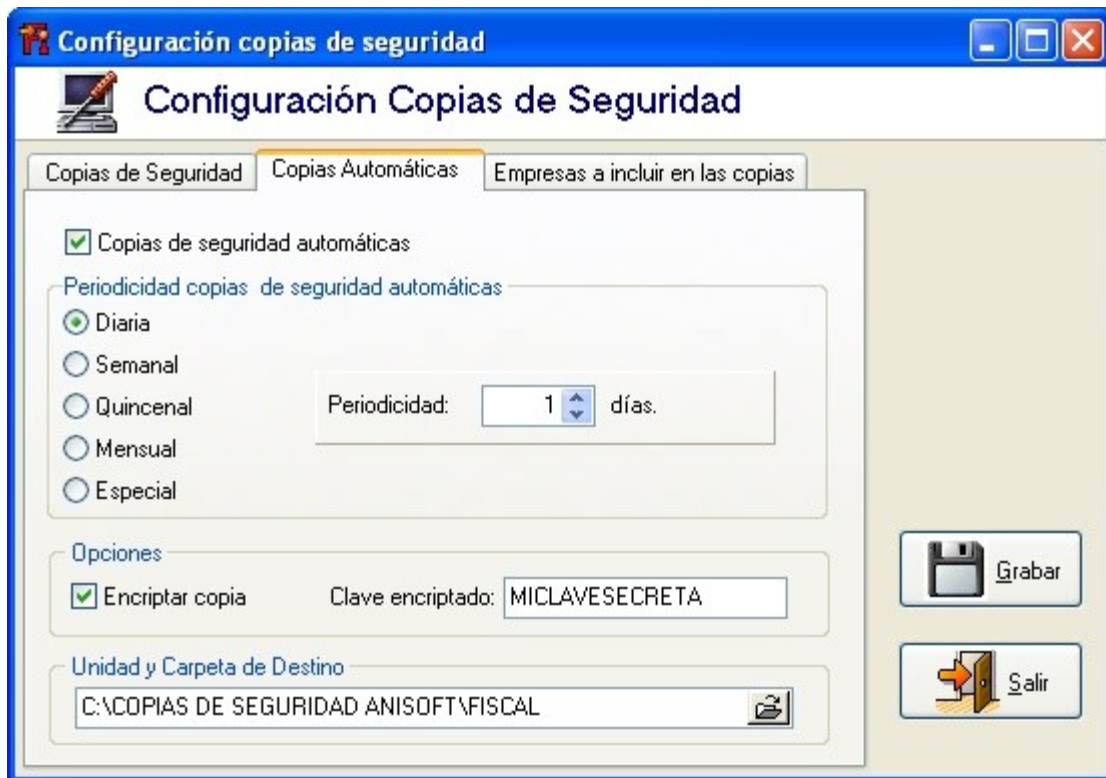 Configuración copias de seguridad
Configuración Copias de Seguridad
Copias de Seguridad Copias Automáticas Empresas a incluir en las copias
Copias de seguridad automáticas
Periodicidad copias de seguridad automáticas
Diaria
Semanal
Quincenal
Periodicidad: 1 días.
Mensual
Especial
Opciones
Encriptar copia Clave encriptado: MICLAVESECRETA
Grabar
Unidad y Carpeta de Destino
C:\COPIAS DE SEGURIDAD ANISOFT\FISCAL
Salir